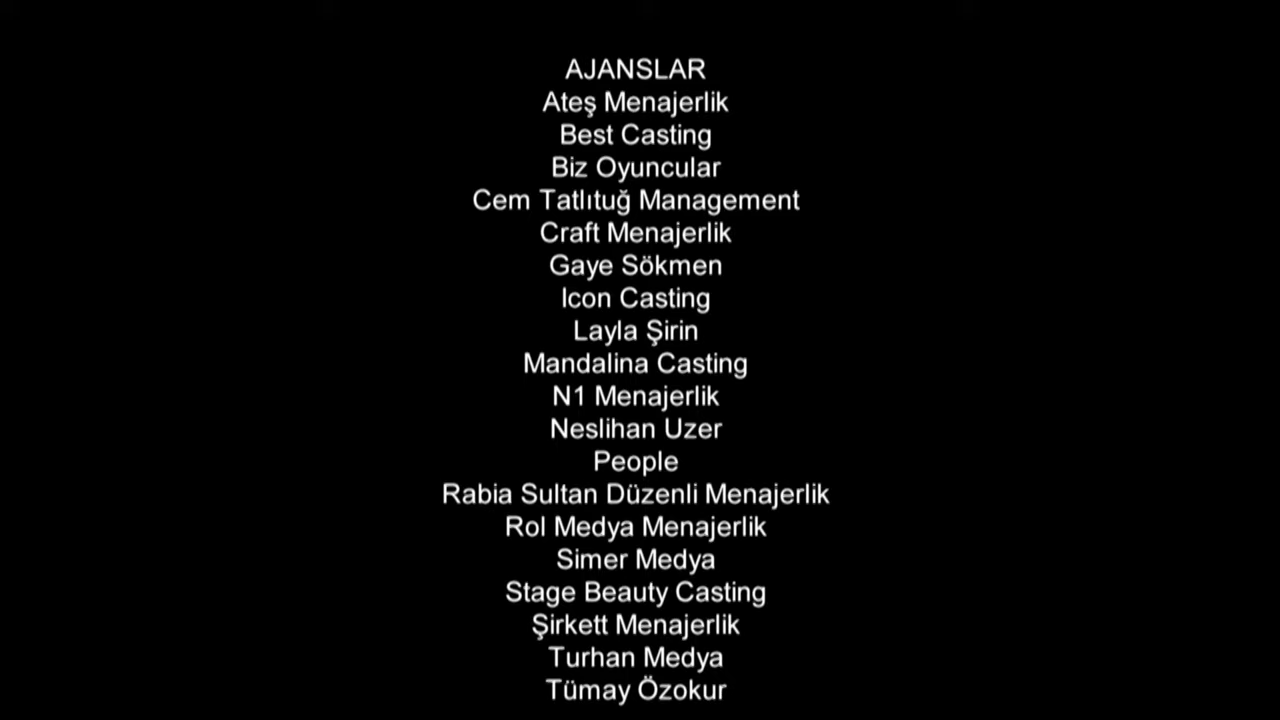 AJANSLAR
Ateş Menajerlik
Best Casting
Biz Oyuncular
Cem Tatlıtuğ Management
Craft Menajerlik
Gaye Sökmen
Icon Casting
Layla Şirin
Mandalina Casting
N1 Menajerlik
Neslihan Uzer
People
Rabia Sultan Düzenli Menajerlik
Rol Medya Menajerlik
Simer Medya
Stage Beauty Casting
Şirkett Menajerlik
Turhan Medya
Tümay Özokur